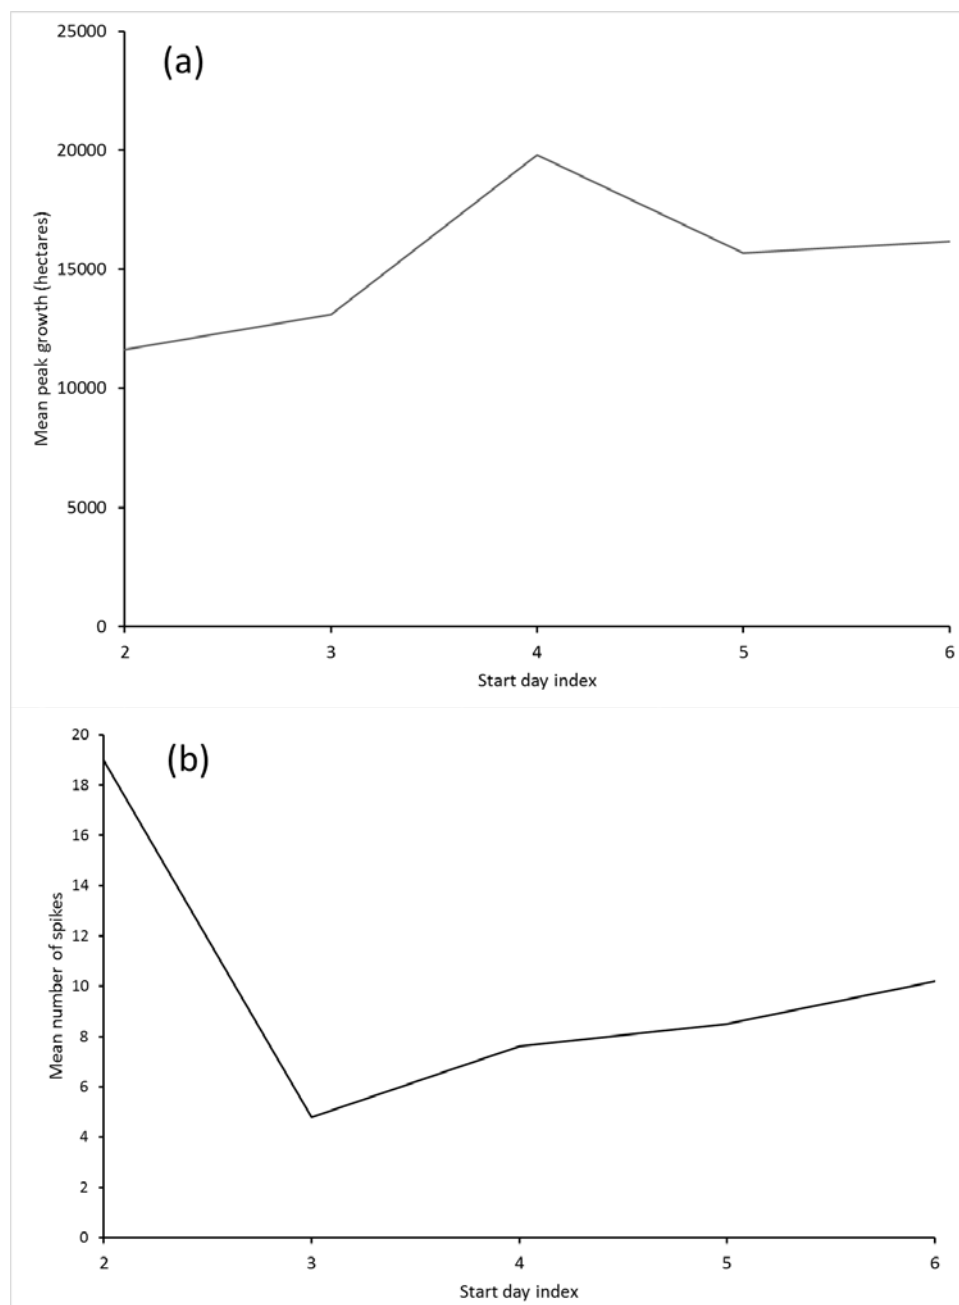 (a)
25000
20000
15000
10000
5000
0
Mean peak growth (hectares)
2 3 4 5 6
Start day index
(b)
20
18
16
14
12
10
8
6
4
2
0
Mean number of spikes
2 3 4 5 6
Start day index